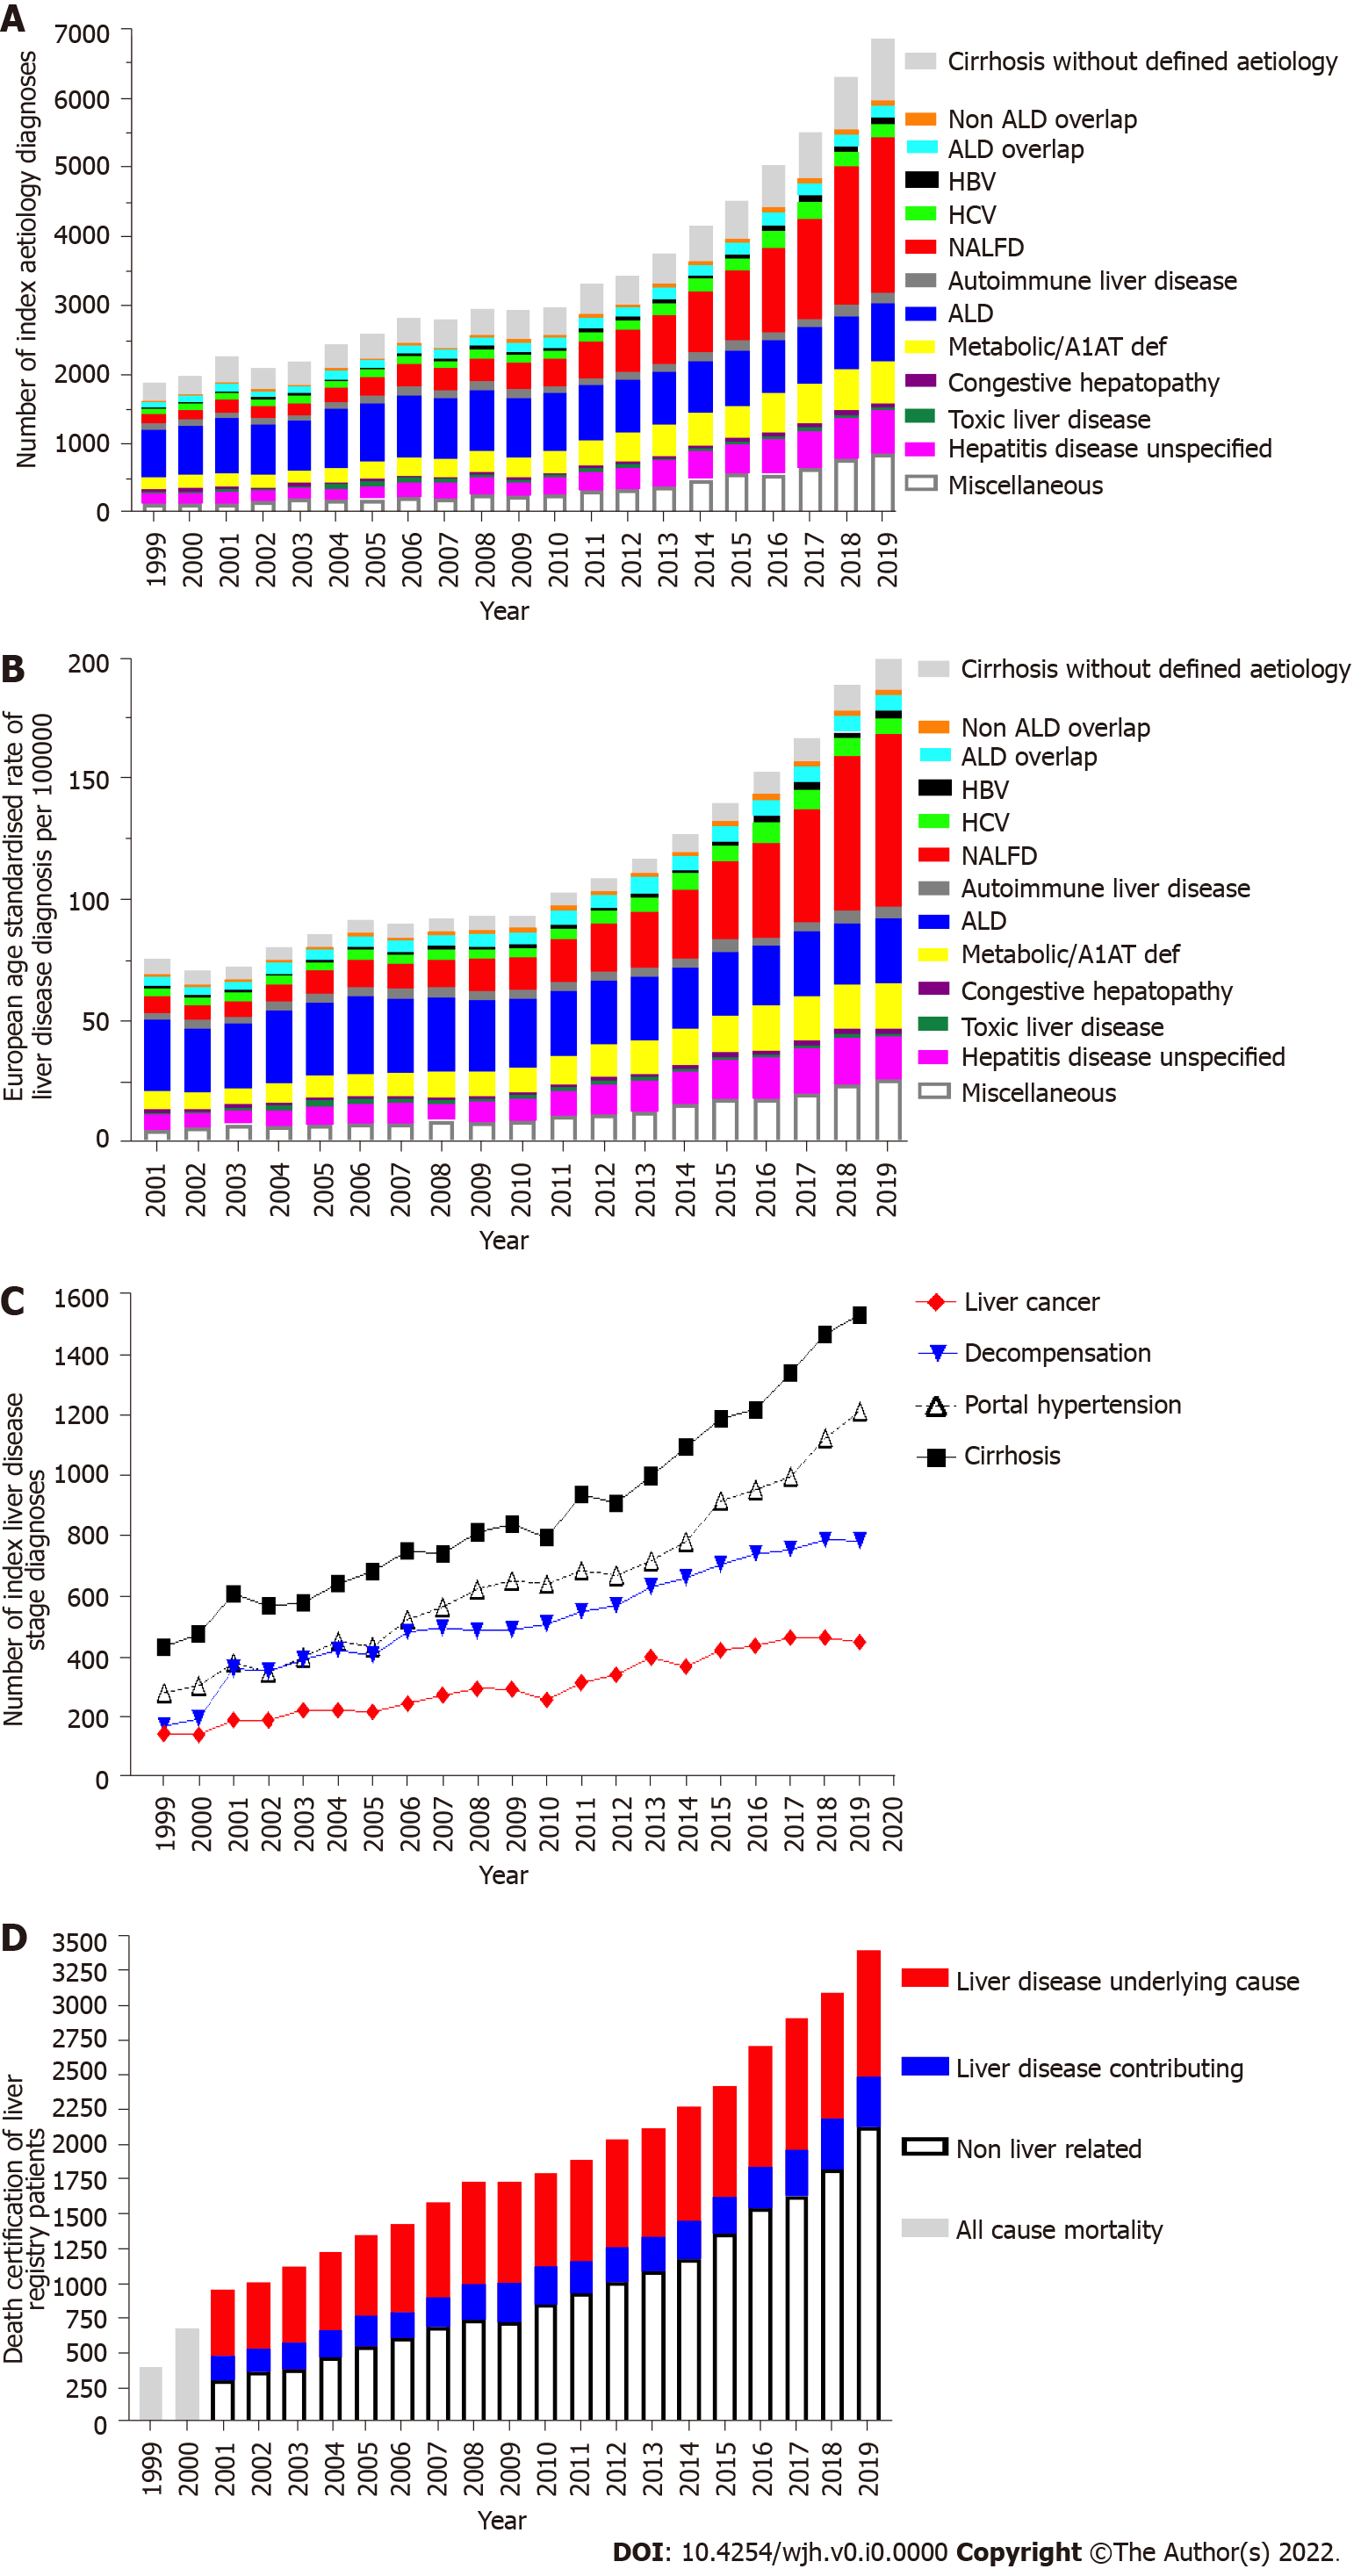 A
Number of index aetiology diagnoses
7000
6000
5000
4000
3000
2000
1000
0
1999 2000 2001 2002 2003 2004 2005 2006 2007 2008 2009 2010 2011 2012 2013 2014 2015 2016 2017 2018 2019
Year
Cirrhosis without defined aetiology
Non ALD overlap
ALD overlap
HBV
HCV
NALFD
Autoimmune liver disease
ALD
Metabolic/A1AT def
Congestive hepatopathy
Toxic liver disease
Hepatitis disease unspecified
Miscellaneous
B
European age standardised rate of
liver disease diagnosis per 100000
200
150
100
50
0
2001 2002 2003 2004 2005 2006 2007 2008 2009 2010 2011 2012 2013 2014 2015 2016 2017 2018 2019
Year
Cirrhosis without defined aetiology
Non ALD overlap
ALD overlap
HBV
HCV
NALFD
Autoimmune liver disease
ALD
Metabolic/A1AT def
Congestive hepatopathy
Toxic liver disease
Hepatitis disease unspecified
Miscellaneous
C
Number of index liver disease
stage diagnoses
1600
1400
1200
1000
800
600
400
200
0
1999 2000 2001 2002 2003 2004 2005 2006 2007 2008 2009 2010 2011 2012 2013 2014 2015 2016 2017 2018 2019 2020
Year
Liver cancer
Decompensation
Portal hypertension
Cirrhosis
D
Death certification of liver
registry patients
3500
3250
3000
2750
2500
2250
2000
1750
1500
1250
1000
750
500
250
0
1999 2000 2001 2002 2003 2004 2005 2006 2007 2008 2009 2010 2011 2012 2013 2014 2015 2016 2017 2018 2019
Year
Liver disease underlying cause
Liver disease contributing
Non liver related
All cause mortality
DOI: 10.4254/wjh.v0.i0.0000 Copyright ©The Author(s) 2022.